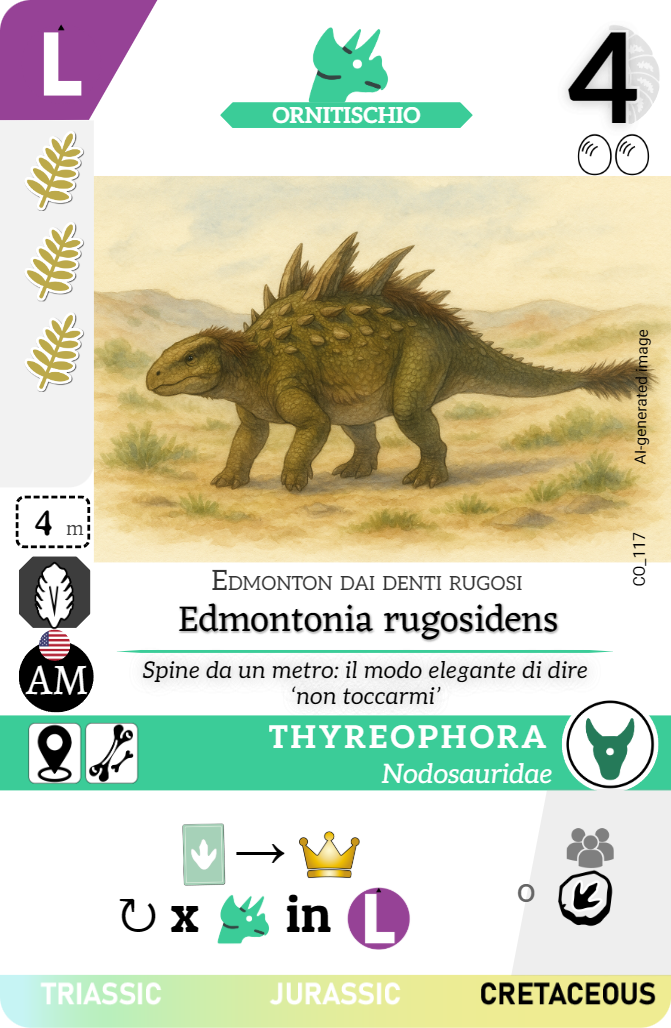 L
ORNITISCHIO
4
AI-generated image
CO_117
4 m
AM
EDMONTON DAI DENTI RUGOSI
Edmontonia rugosidens
Spine da un metro: il modo elegante di dire
‘non toccarmi’
THYREOPHORA
Nodosauridae
x in L
o
TRIASSIC JURASSIC CRETACEOUS